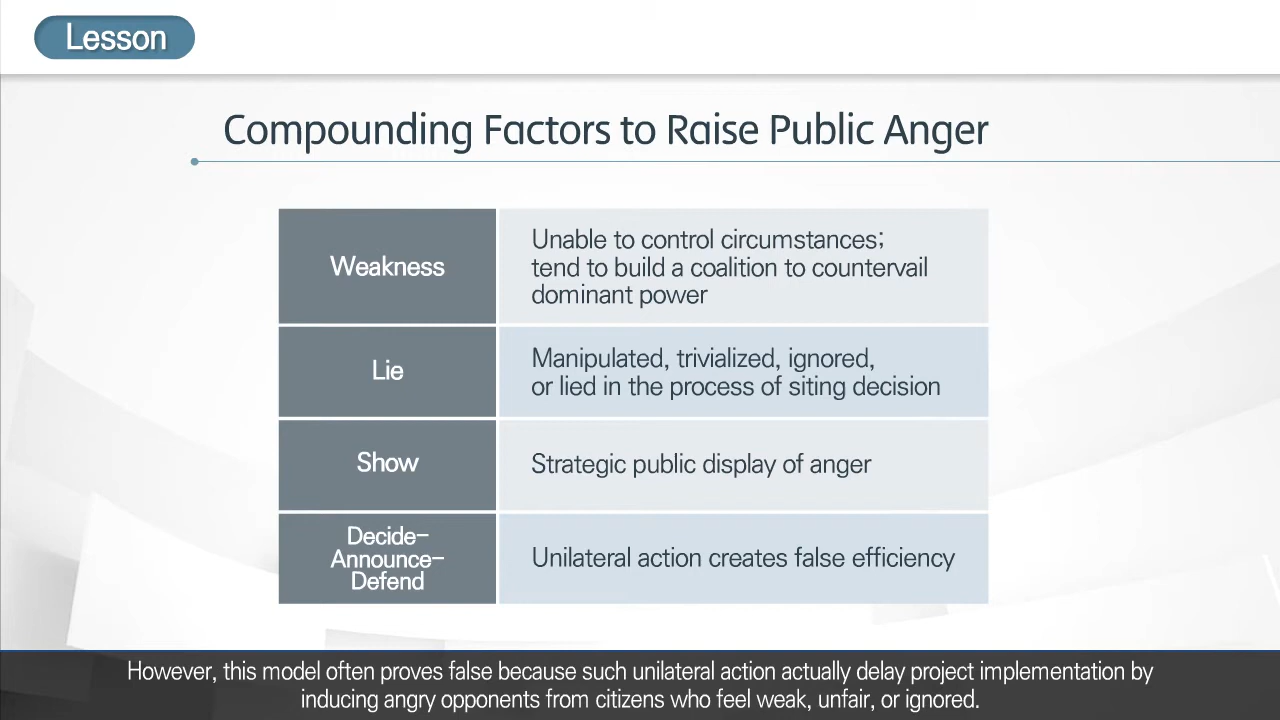 Lesson
Compounding Factors to Raise Public Anger
Weakness
Unable to control circumstances;
tend to build a coalition to countervail
dominant power
Lie
Manipulated, trivialized, ignored,
or lied in the process of siting decision
Show
Strategic public display of anger
Decide–
Announce–
Defend
Unilateral action creates false efficiency
However, this model often proves false because such unilateral action actually delay project implementation by
inducing angry opponents from citizens who feel weak, unfair, or ignored.